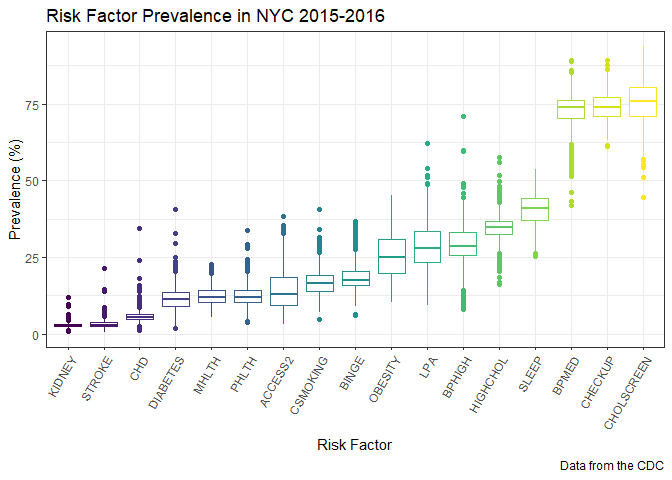 Risk Factor Prevalence in NYC 2015-2016
Prevalence (%)
75
50
25
0
KIDNEY
STROKE
CHD
DIABETES
MHLTH
PHLTH
ACCESS2
CSMOKING
BINGE
OBESITY
LPA
BPHIGH
HIGHCHOL
SLEEP
BPMED
CHECKUP
CHOLSCREEN
Risk Factor
Data from the CDC